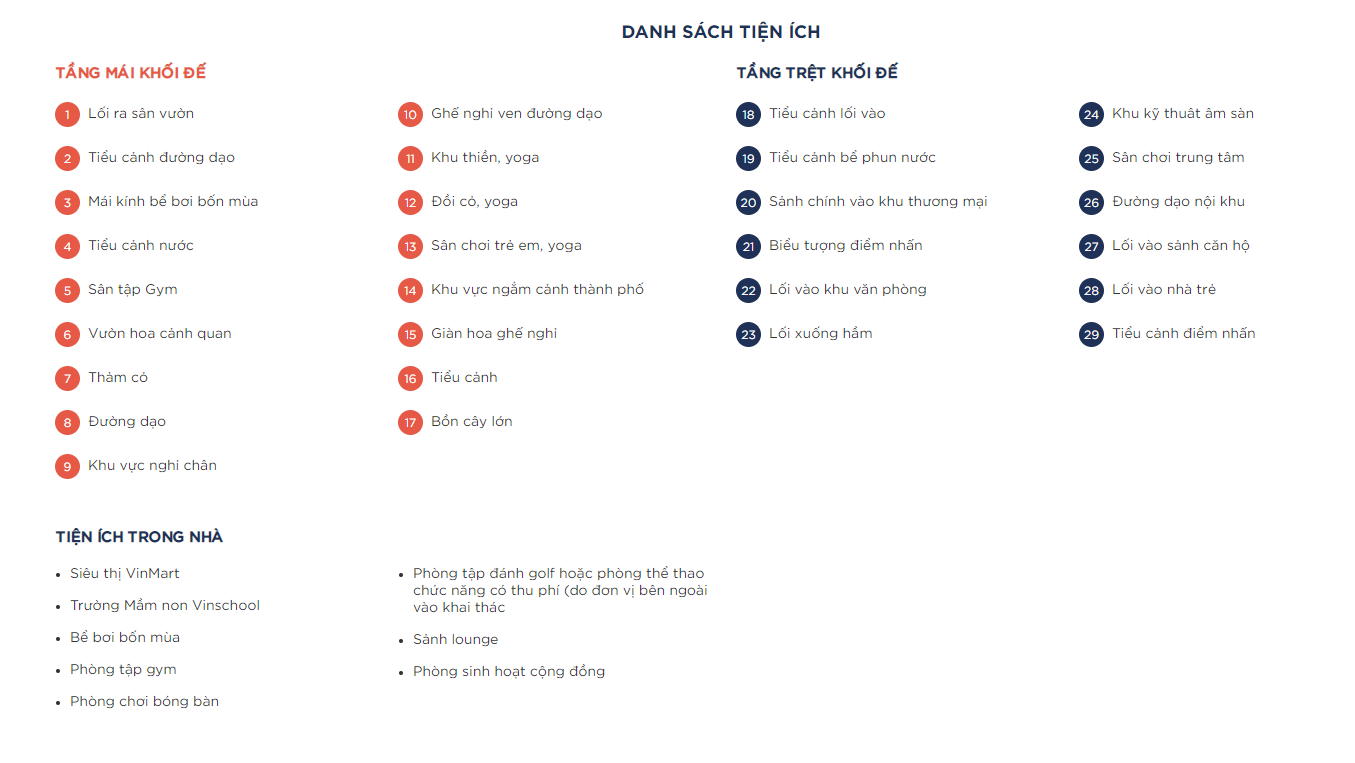 DANH SÁCH TIỆN ÍCH
TẦNG MÁI KHỐI ĐẾ
1 Lối ra sân vườn
2 Tiểu cảnh đường dạo
3 Mái kính bể bơi bốn mùa
4 Tiểu cảnh nước
5 Sân tập Gym
6 Vườn hoa cảnh quan
7 Thảm cỏ
8 Đường dạo
9 Khu vực nghỉ chân
10 Ghế nghỉ ven đường dạo
11 Khu thiền, yoga
12 Đồi cỏ, yoga
13 Sân chơi trẻ em, yoga
14 Khu vực ngắm cảnh thành phố
15 Giàn hoa ghế nghỉ
16 Tiểu cảnh
17 Bồn cây lớn
TẦNG TRỆT KHỐI ĐẾ
18 Tiểu cảnh lối vào
19 Tiểu cảnh bể phun nước
20 Sảnh chính vào khu thương mại
21 Biểu tượng điểm nhấn
22 Lối vào khu văn phòng
23 Lối xuống hầm
24 Khu kỹ thuât âm sàn
25 Sân chơi trung tâm
26 Đường dạo nội khu
27 Lối vào sảnh căn hộ
28 Lối vào nhà trẻ
29 Tiểu cảnh điểm nhấn
TIỆN ÍCH TRONG NHÀ
• Siêu thị VinMart
• Trường Mầm non Vinschool
• Bể bơi bốn mùa
• Phòng tập gym
• Phòng chơi bóng bàn
• Phòng tập đánh golf hoặc phòng thể thao
chức năng có thu phí (do đơn vị bên ngoài
vào khai thác
• Sảnh lounge
• Phòng sinh hoạt cộng đồng